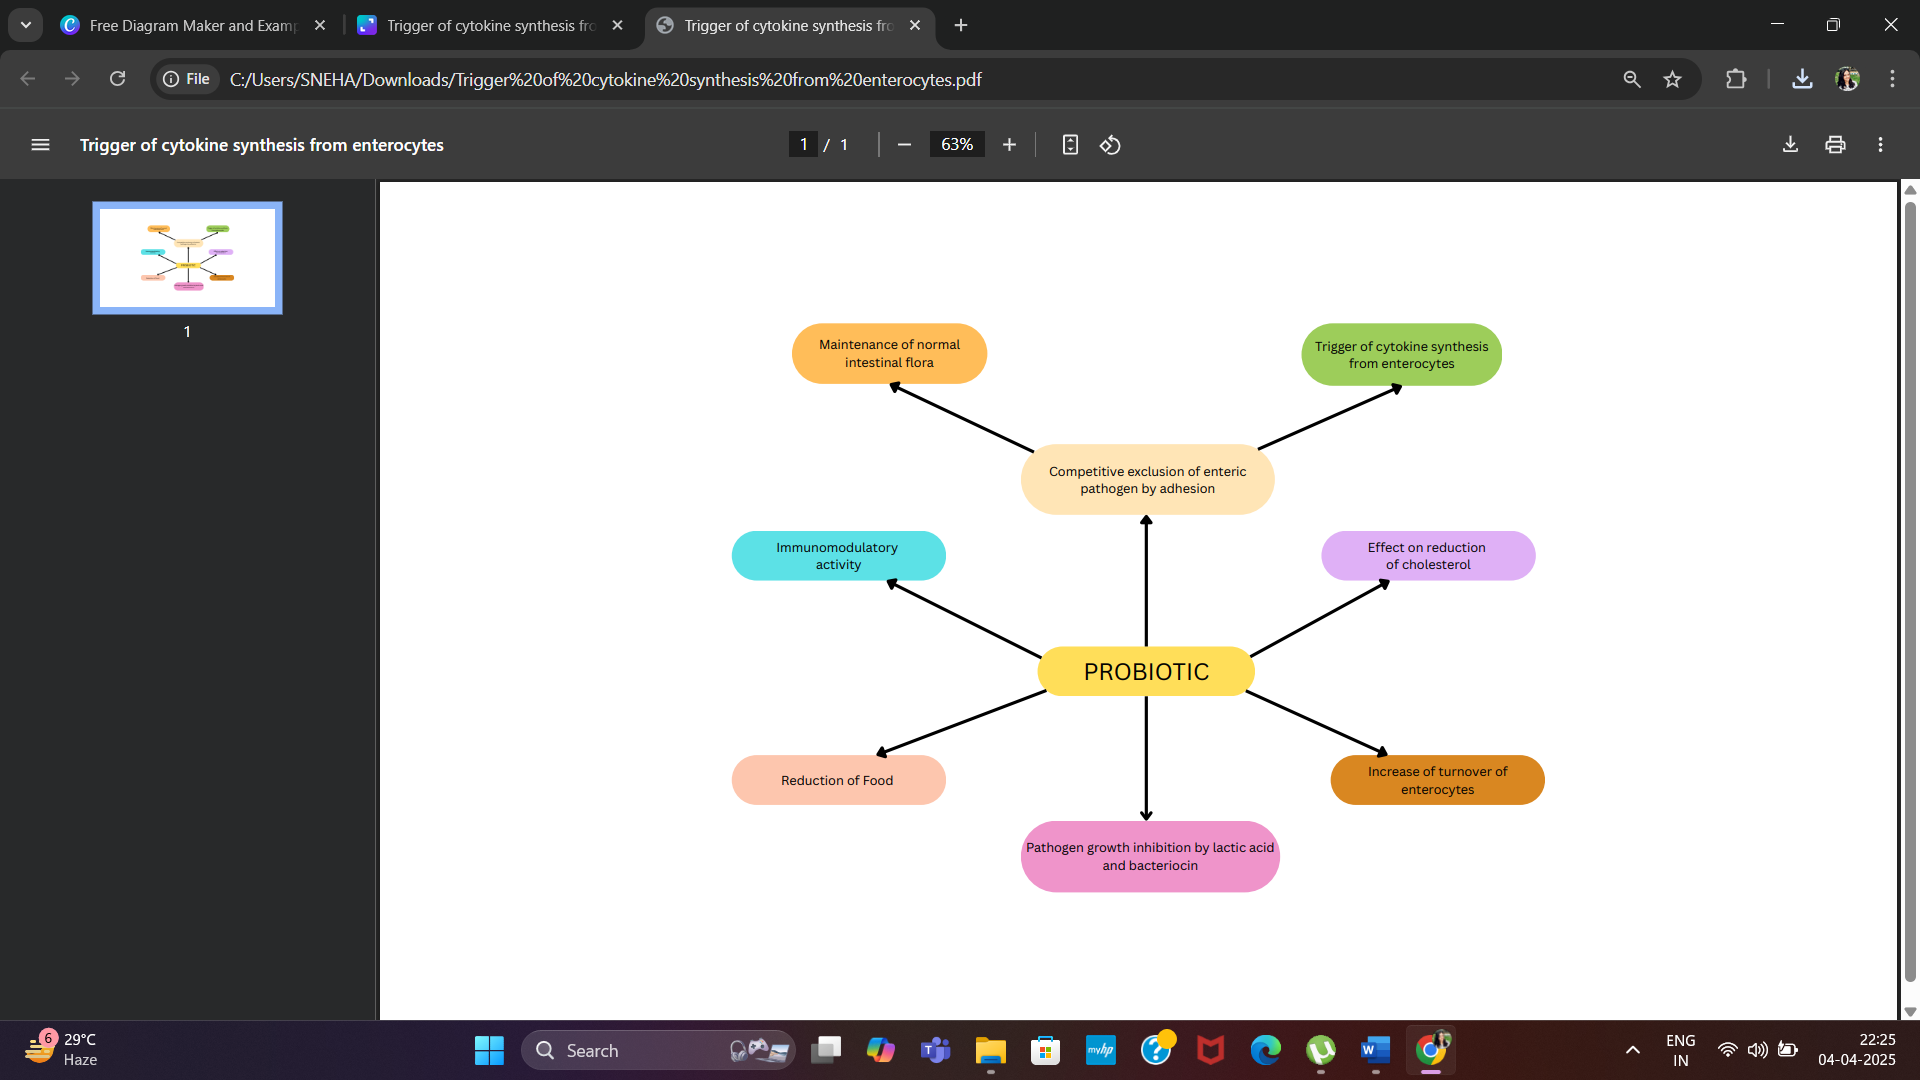 Free Diagram Maker and Examp
Trigger of cytokine synthesis fro
Trigger of cytokine synthesis fro
File
C:/Users/SNEHA/Downloads/Trigger%20of%20cytokine%20synthesis%20from%20enterocytes.pdf
Trigger of cytokine synthesis from enterocytes
1 / 1
63%
1
Maintenance of normal
intestinal flora
Trigger of cytokine synthesis
from enterocytes
Competitive exclusion of enteric
pathogen by adhesion
Immunomodulatory
activity
Effect on reduction
of cholesterol
PROBIOTIC
Reduction of Food
Increase of turnover of
enterocytes
Pathogen growth inhibition by lactic acid
and bacteriocin
6
29°C
Haze
Search
myhp
ENG
IN
22:25
04-04-2025